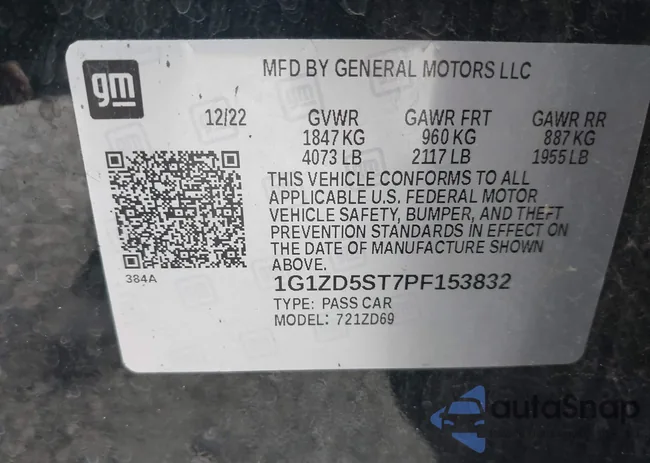 gm
MFD BY GENERAL MOTORS LLC
12/22 GVWR GAWR FRT GAWR RR
1847 KG 960 KG 887 KG
4073 LB 2117 LB 1955 LB
THIS VEHICLE CONFORMS TO ALL
APPLICABLE U.S. FEDERAL MOTOR
VEHICLE SAFETY, BUMPER, AND THEFT
PREVENTION STANDARDS IN EFFECT ON
THE DATE OF MANUFACTURE SHOWN
ABOVE.
384A
1G1ZD5ST7PF153832
TYPE: PASS CAR
MODEL: 721ZD69
autoSnap